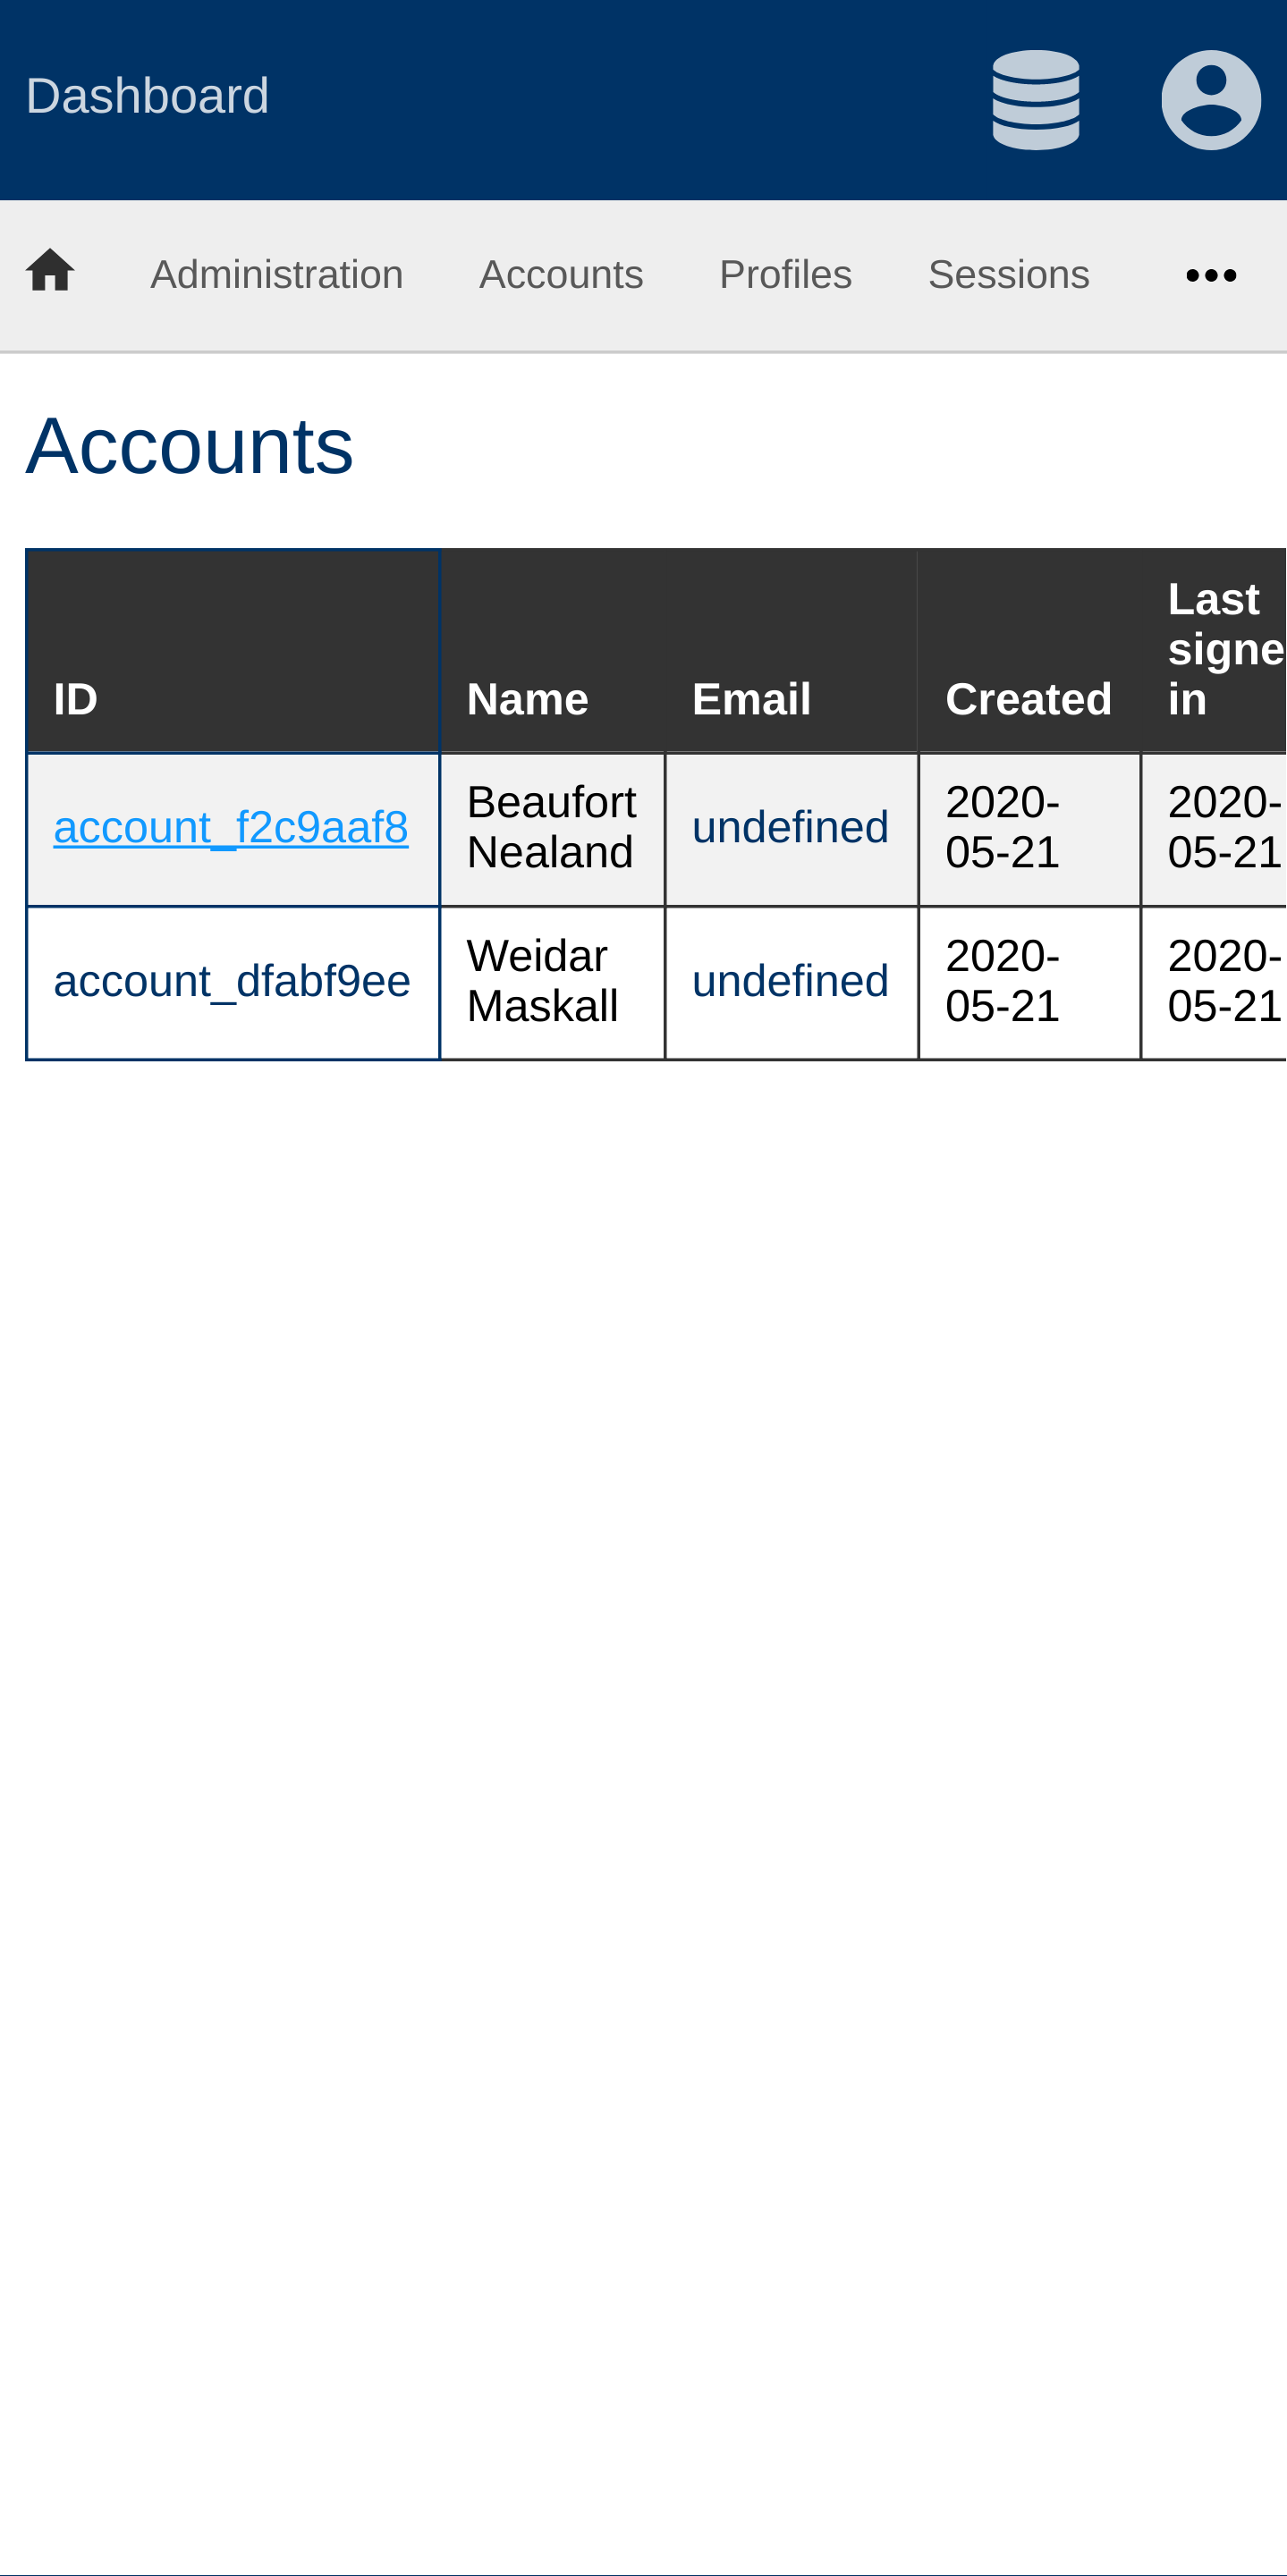 Dashboard
Administration Accounts Profiles Sessions
Accounts
ID Name Email Created Last signe in
account_f2c9aaf8 Beaufort Nealand undefined 2020-05-21 2020-05-21
account_dfabf9ee Weidar Maskall undefined 2020-05-21 2020-05-21